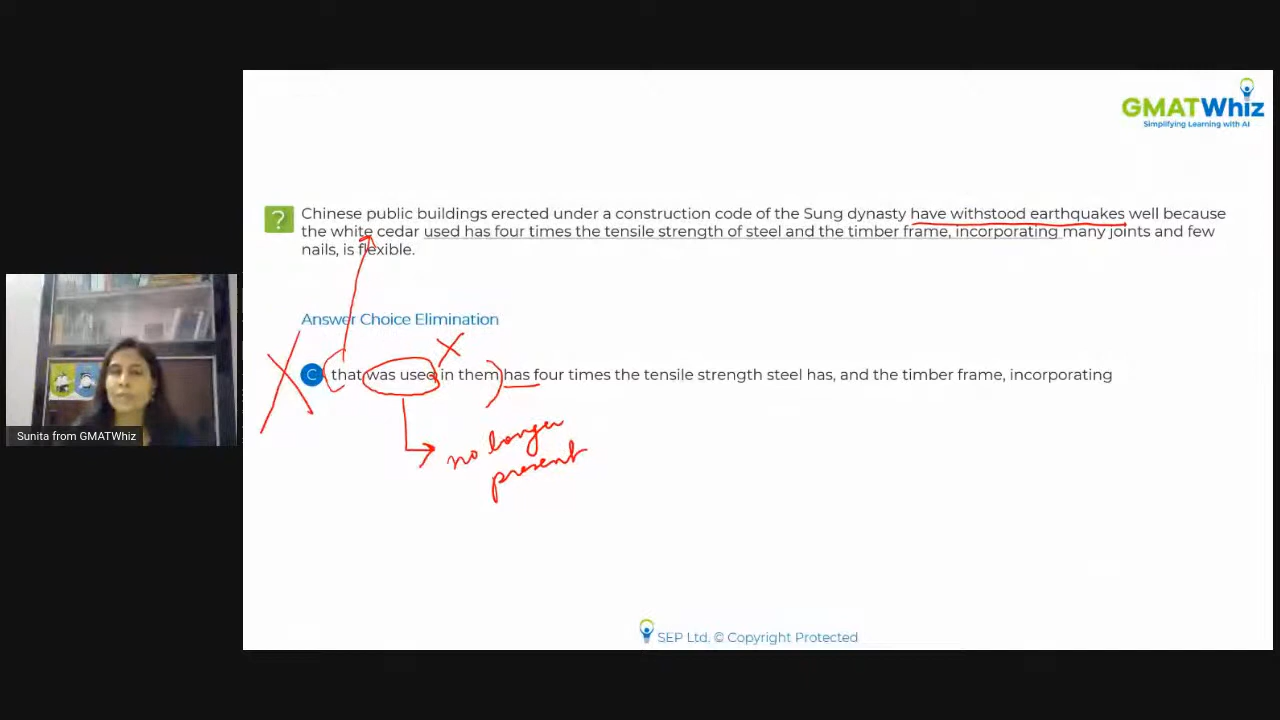 GMATWhiz
Simplifying Learning with AI
?
Chinese public buildings erected under a construction code of the Sung dynasty have withstood earthquakes well because
the white cedar used has four times the tensile strength of steel and the timber frame, incorporating many joints and few
nails, is flexible.
Answer Choice Elimination
C that was used in them has four times the tensile strength steel has, and the timber frame, incorporating
no longer
present
Sunita from GMATWhiz
SEP Ltd. © Copyright Protected